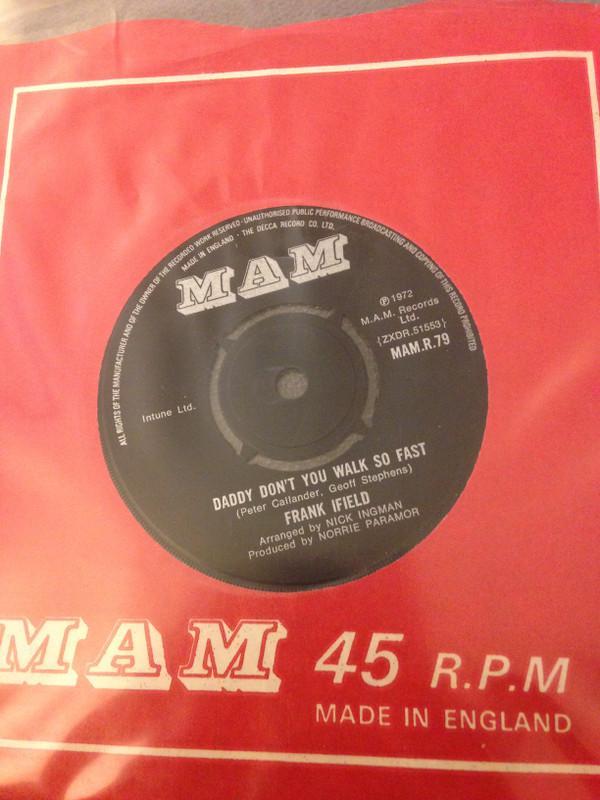 ALL RIGHTS OF THE MANUFACTURER AND OF THE OWNER OF THE RECORDED WORK RESERVED · UNAUTHORISED PUBLIC PERFORMANCE BROADCASTING AND COPYING OF THIS RECORD PROHIBITED
MADE IN ENGLAND · THE DECCA RECORD CO. LTD.
MAM
℗ 1972
M.A.M. Records
Ltd.
{ZXDR.51553}
MAM.R.79
Intune Ltd.
DADDY DON'T YOU WALK SO FAST
(Peter Callander, Geoff Stephens)
FRANK IFIELD
Arranged by NICK INGMAN
Produced by NORRIE PARAMOR
MAM 45 R.P.M
MADE IN ENGLAND